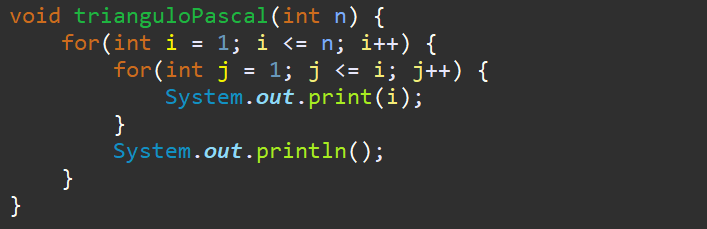 void trianguloPascal(int n) {
    for(int i = 1; i <= n; i++) {
        for(int j = 1; j <= i; j++) {
            System.out.print(i);
        }
        System.out.println();
    }
}